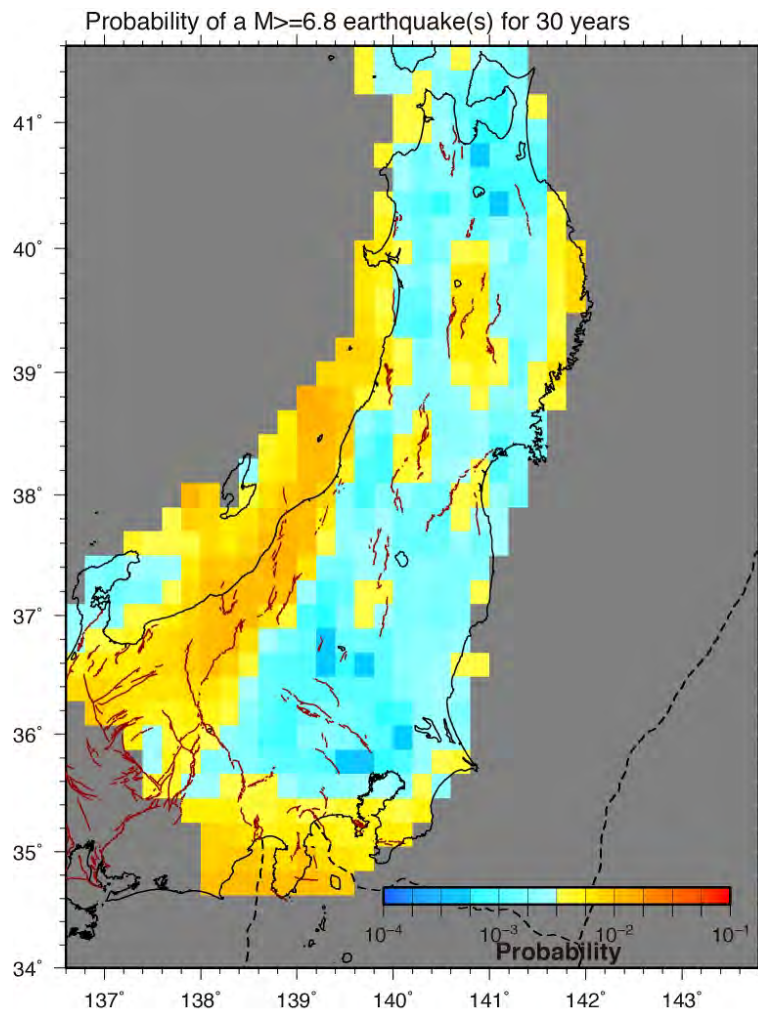 Probability of a M>=6.8 earthquake(s) for 30 years
41˚
40˚
39˚
38˚
37˚
36˚
35˚
34˚
10⁻⁴ 10⁻³ 10⁻² 10⁻¹
Probability
137˚ 138˚ 139˚ 140˚ 141˚ 142˚ 143˚